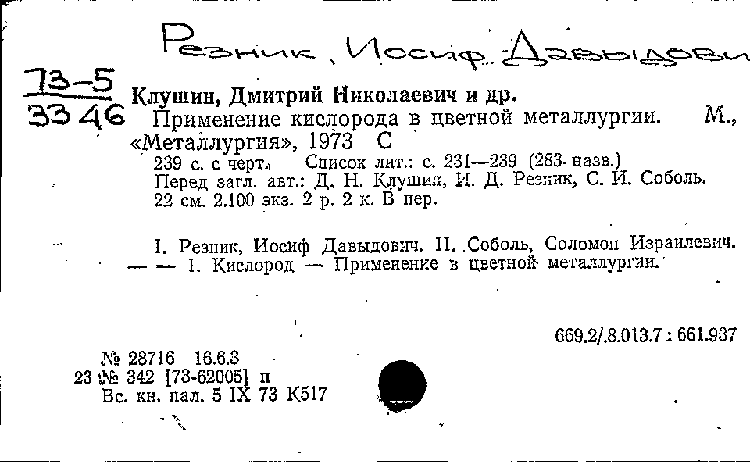 Резник, Иосиф Давыдови
73-5
3346
Клушин, Дмитрий Николаевич и др.
Применение кислорода в цветной металлургии. М.,
«Металлургия», 1973 С
239 с. с черт. Список лит.: с. 231—239 (283 назв.)
Перед загл. авт.: Д. Н. Клушин, И. Д. Резник, С. И. Соболь.
22 см. 2.100 экз. 2 р. 2 к. В пер.
I. Резник, Иосиф Давыдович. II. Соболь, Соломон Израилевич.
— — 1. Кислород — Применение в цветной металлургии.
669.2/.8.013.7 : 661.937
№ 28716 16.6.3
23 № 342 [73-62005] п
Вс. кн. пал. 5 IX 73 К517